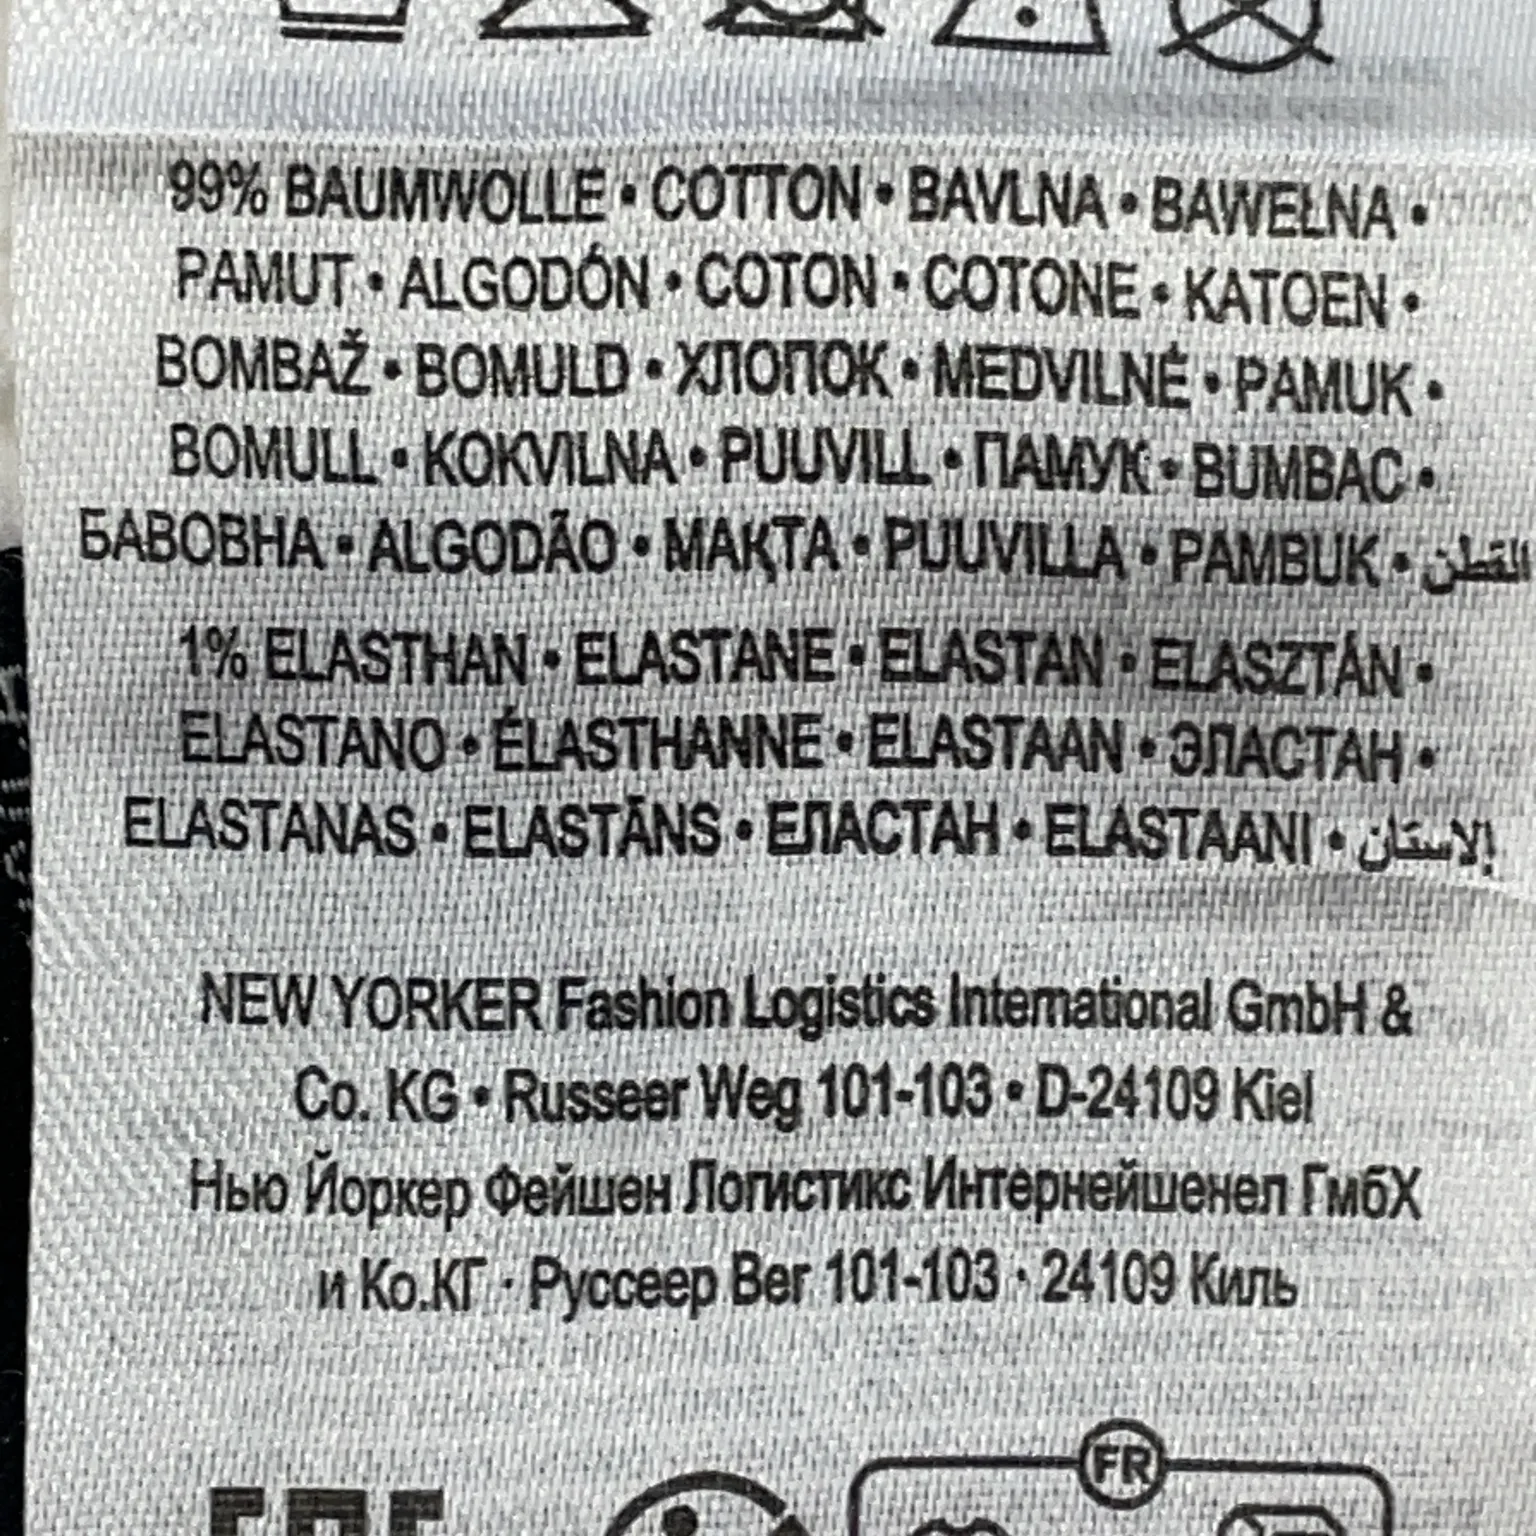 99% BAUMWOLLE • COTTON • BAVLNA • BAWEŁNA •
PAMUT • ALGODÓN • COTON • COTONE • KATOEN •
BOMBAŽ • BOMULD • ХЛОПОК • MEDVILNĖ • PAMUK •
BOMULL • KOKVILNA • PUUVILL • ПАМУК • BUMBAC •
БАВОВНА • ALGODÃO • МАҚТА • PUUVILLA • PAMBUK • القطن
1% ELASTHAN • ELASTANE • ELASTAN • ELASZTÁN •
ELASTANO • ÉLASTHANNE • ELASTAAN • ЭЛАСТАН •
ELASTANAS • ELASTĀNS • ЕЛАСТАН • ELASTAANI • إلاستان
NEW YORKER Fashion Logistics International GmbH &
Co. KG • Russeer Weg 101-103 • D-24109 Kiel
Нью Йоркер Фейшен Логистикс Интернейшенел ГмбХ
и Ко.КГ · Руссеер Вег 101-103 · 24109 Киль
FR